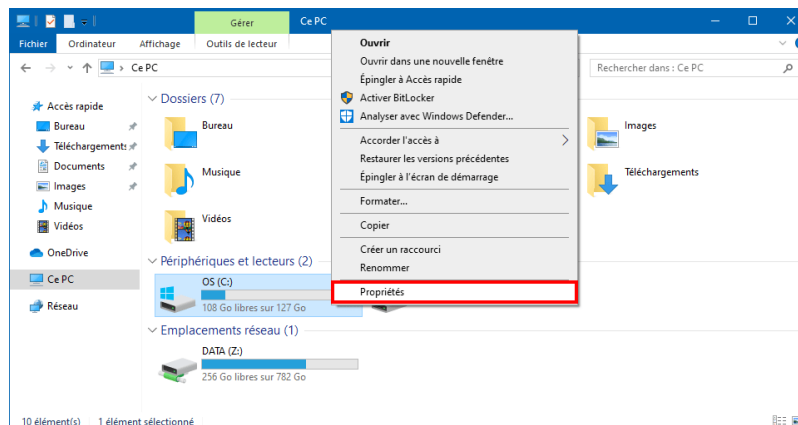 Gérer
Ce PC
Fichier
Ordinateur
Affichage
Outils de lecteur
Ce PC
Rechercher dans : Ce PC
Accès rapide
Bureau
Téléchargements
Documents
Images
Musique
Vidéos
OneDrive
Ce PC
Réseau
Dossiers (7)
Bureau
Musique
Vidéos
Images
Téléchargements
Périphériques et lecteurs (2)
OS (C:)
108 Go libres sur 127 Go
Emplacements réseau (1)
DATA (Z:)
256 Go libres sur 782 Go
Ouvrir
Ouvrir dans une nouvelle fenêtre
Épingler à Accès rapide
Activer BitLocker
Analyser avec Windows Defender...
Accorder l'accès à
Restaurer les versions précédentes
Épingler à l'écran de démarrage
Formater...
Copier
Créer un raccourci
Renommer
Propriétés
10 élément(s)
1 élément sélectionné